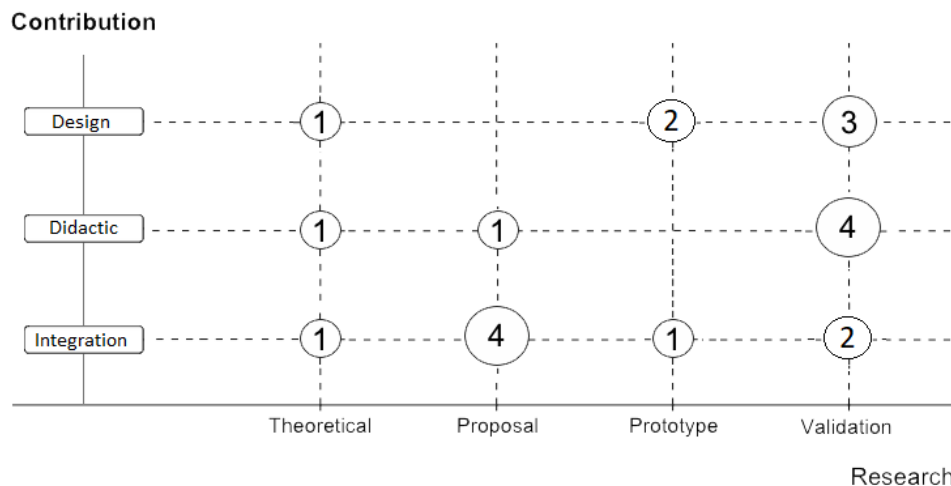 Contribution
Design
1
2
3
Didactic
1
1
4
Integration
1
4
1
2
Theoretical
Proposal
Prototype
Validation
Research